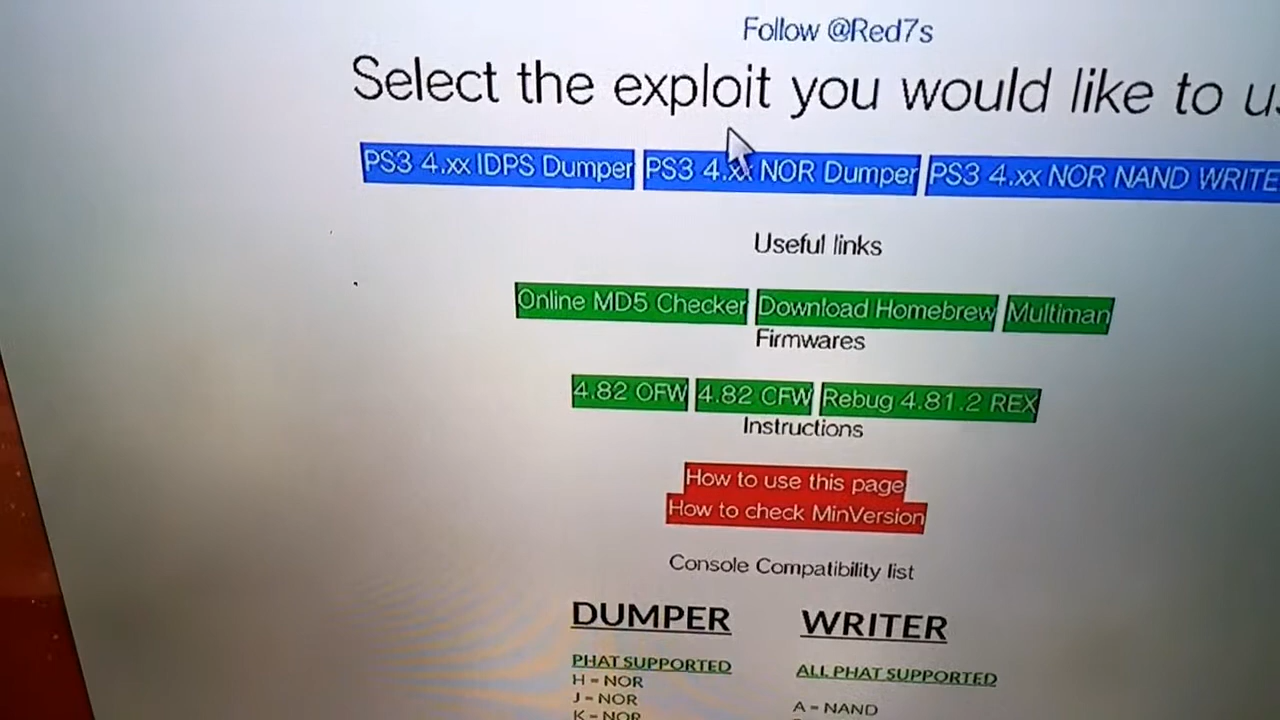 Follow @Red7s
Select the exploit you would like to
PS3 4.xx IDPS Dumper PS3 4.xx NOR Dumper PS3 4.xx NOR NAND WRITE
Useful links
Online MD5 Checker Download Homebrew Multiman
Firmwares
4.82 OFW 4.82 CFW Rebug 4.81.2 REX
Instructions
How to use this page
How to check MinVersion
Console Compatibility list
DUMPER WRITER
PHAT SUPPORTED ALL PHAT SUPPORTED
H = NOR
J = NOR A = NAND
K = NOR